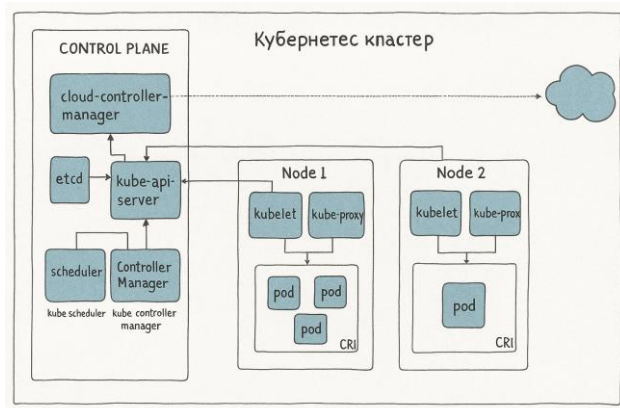 Кубернетес кпастер
CONTROL PLANE
cloud-controller-
manager
etcd
kube-api-
server
scheduler
Controller
Manager
kube scheduler
kube controller
manager
Node 1
kubelet
kube-proxy
pod
pod
pod
CRI
Node 2
kubelet
kube-prox
pod
CRI